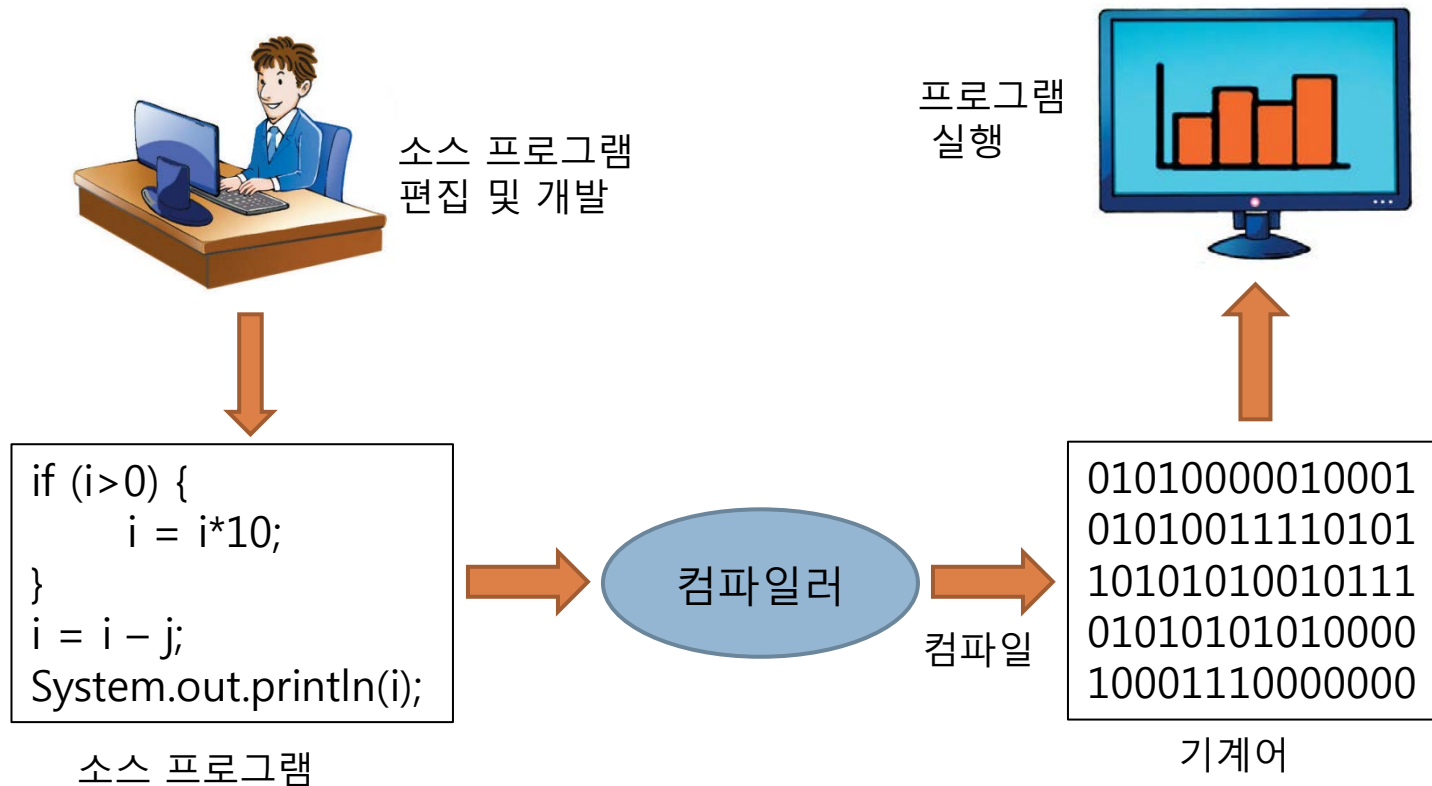 소스 프로그램
편집 및 개발
프로그램
실행
if (i>0) {
i = i*10;
}
i = i – j;
System.out.println(i);
소스 프로그램
컴파일러
컴파일
01010000010001
01010011110101
10101010010111
01010101010000
10001110000000
기계어